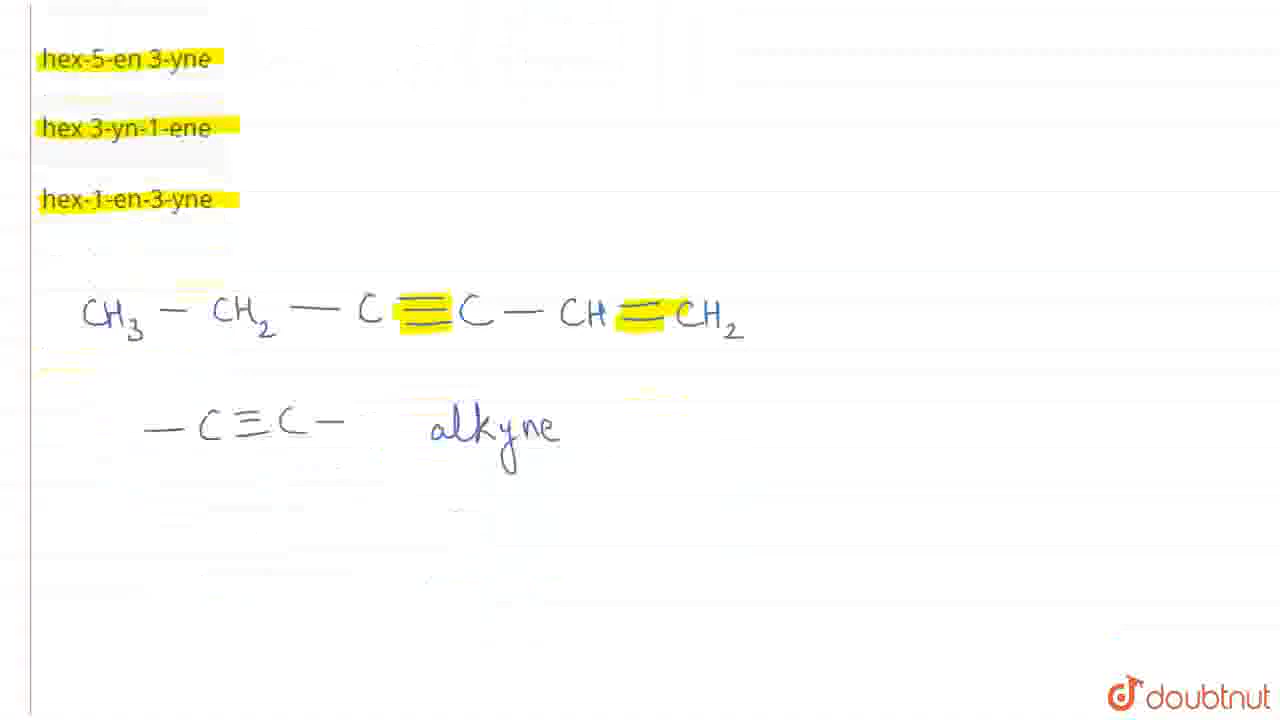 hex-5-en 3-yne
hex 3-yn-1-ene
hex-1-en-3-yne
CH₃ — CH₂ — C ≡ C — CH = CH₂
— C ≡ C — alkyne
doubtnut